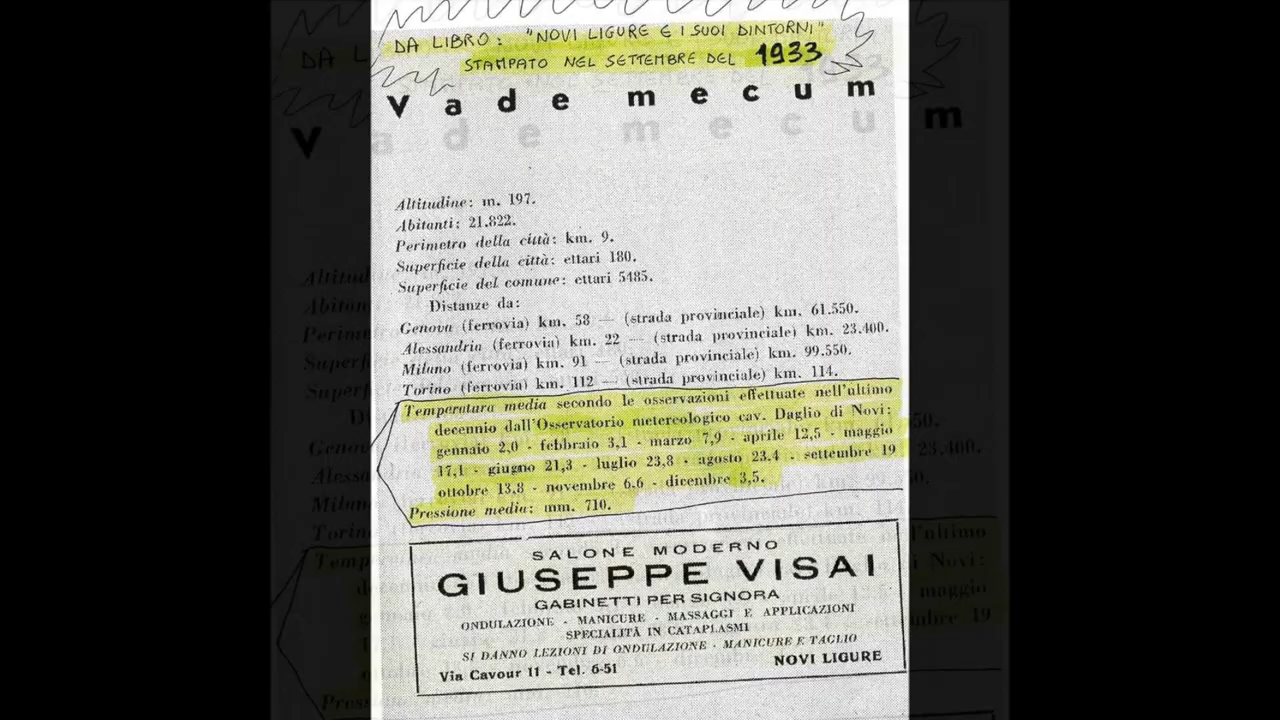 DA LIBRO: "NOVI LIGURE E I SUOI DINTORNI"
STAMPATO NEL SETTEMBRE DEL 1933
Vade mecum
Altitudine: m. 197.
Abitanti: 21.822.
Perimetro della città: km. 9.
Superficie della città: ettari 180.
Superficie del comune: ettari 5485.
Distanze da:
Genova (ferrovia) km. 58 — (strada provinciale) km. 61.550.
Alessandria (ferrovia) km. 22 — (strada provinciale) km. 23.400.
Milano (ferrovia) km. 91 — (strada provinciale) km. 99.550.
Torino (ferrovia) km. 112 — (strada provinciale) km. 114.
Temperatura media secondo le osservazioni effettuate nell'ultimo
decennio dall'Osservatorio metereologico cav. Daglio di Novi:
gennaio 2,0 - febbraio 3,1 - marzo 7,9 - aprile 12,5 - maggio
17,1 - giugno 21,3 - luglio 23,8 - agosto 23.4 - settembre 19
ottobre 13,8 - novembre 6,6 - dicembre 3,5.
Pressione media: mm. 710.
SALONE MODERNO
GIUSEPPE VISAI
GABINETTI PER SIGNORA
ONDULAZIONE - MANICURE - MASSAGGI E APPLICAZIONI
SPECIALITÀ IN CATAPLASMI
SI DANNO LEZIONI DI ONDULAZIONE - MANICURE E TAGLIO
Via Cavour 11 - Tel. 6-51 NOVI LIGURE